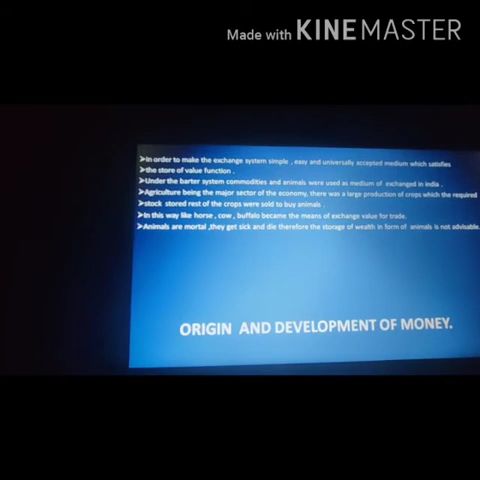 Made with KINEMASTER
➤In order to make the exchange system simple , easy and universally accepted medium which satisfies
➤the store of value function .
➤Under the barter system commodities and animals were used as medium of exchanged in india .
➤Agriculture being the major sector of the economy, there was a large production of crops which the required
➤stock stored rest of the crops were sold to buy animals .
➤In this way like horse , cow , buffalo became the means of exchange value for trade.
➤Animals are mortal ,they get sick and die therefore the storage of wealth in form of animals is not advisable.
ORIGIN AND DEVELOPMENT OF MONEY.